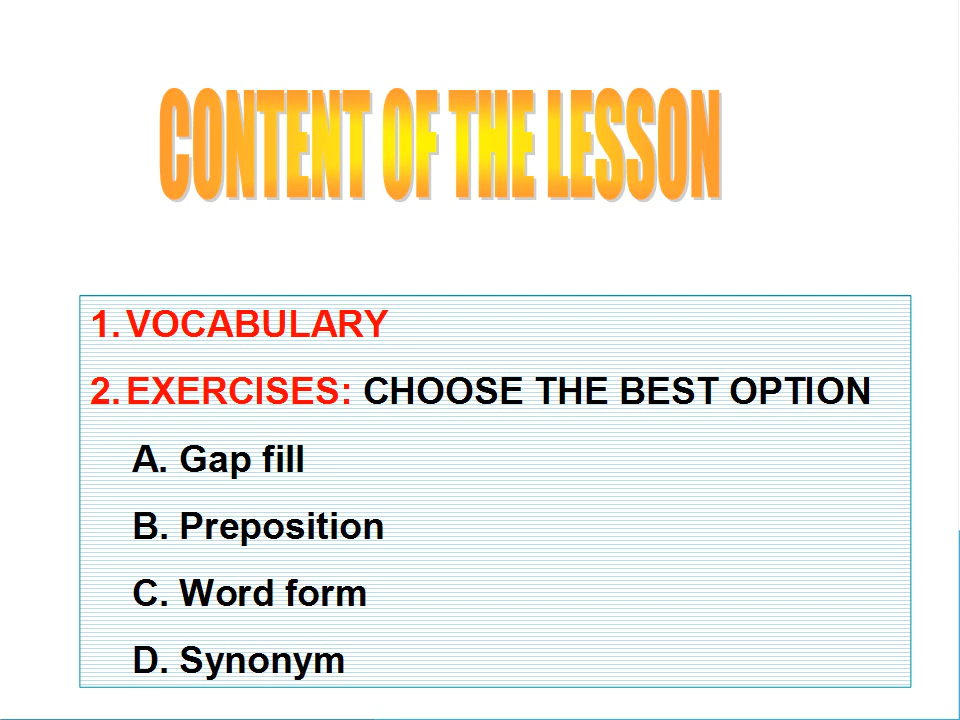 CONTENT OF THE LESSON
1. VOCABULARY
2. EXERCISES: CHOOSE THE BEST OPTION
A. Gap fill
B. Preposition
C. Word form
D. Synonym